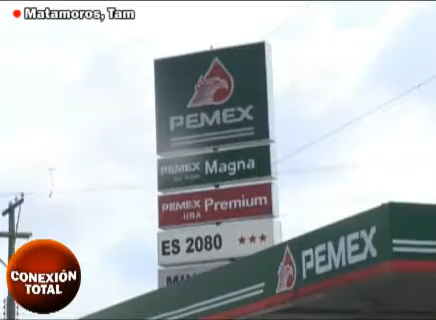 Matamoros, Tam
PEMEX
PEMEX Magna
PEMEX Premium
UBA
ES 2080 ★★★
PEMEX
CONEXIÓN
TOTAL